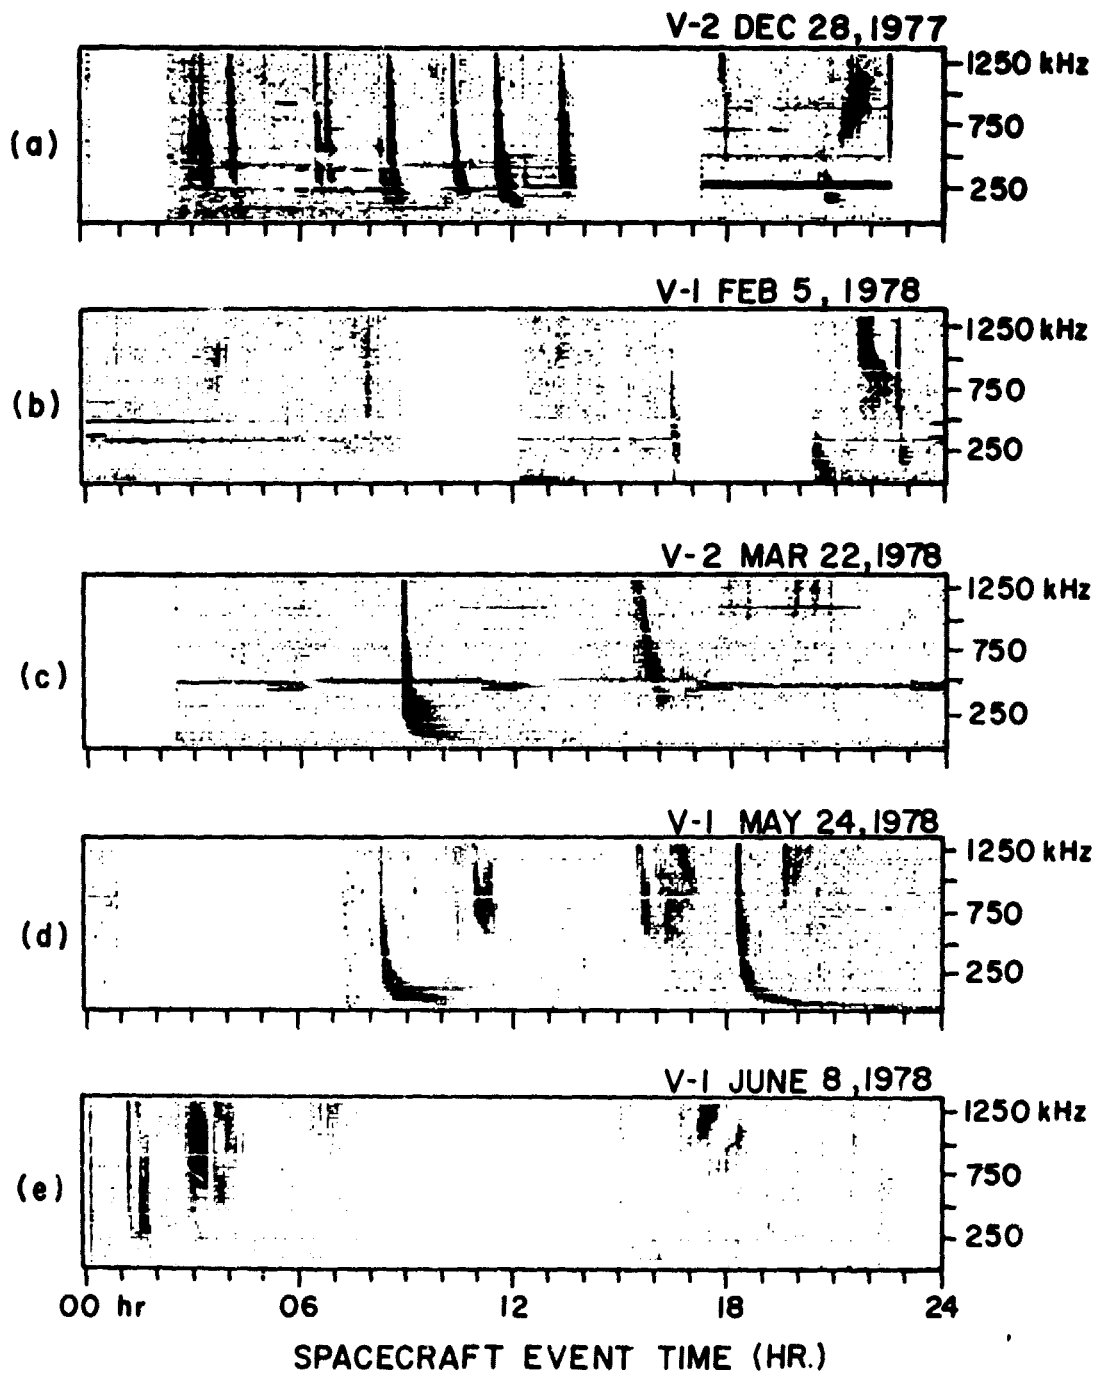 V-2 DEC 28,1977
1250 kHz
(a)
750
250
V-1 FEB 5, 1978
1250 kHz
(b)
750
250
V-2 MAR 22,1978
1250 kHz
(c)
750
250
V-1 MAY 24,1978
1250 kHz
(d)
750
250
V-1 JUNE 8,1978
1250 kHz
(e)
750
250
00 hr 06 12 18 24
SPACECRAFT EVENT TIME (HR.)